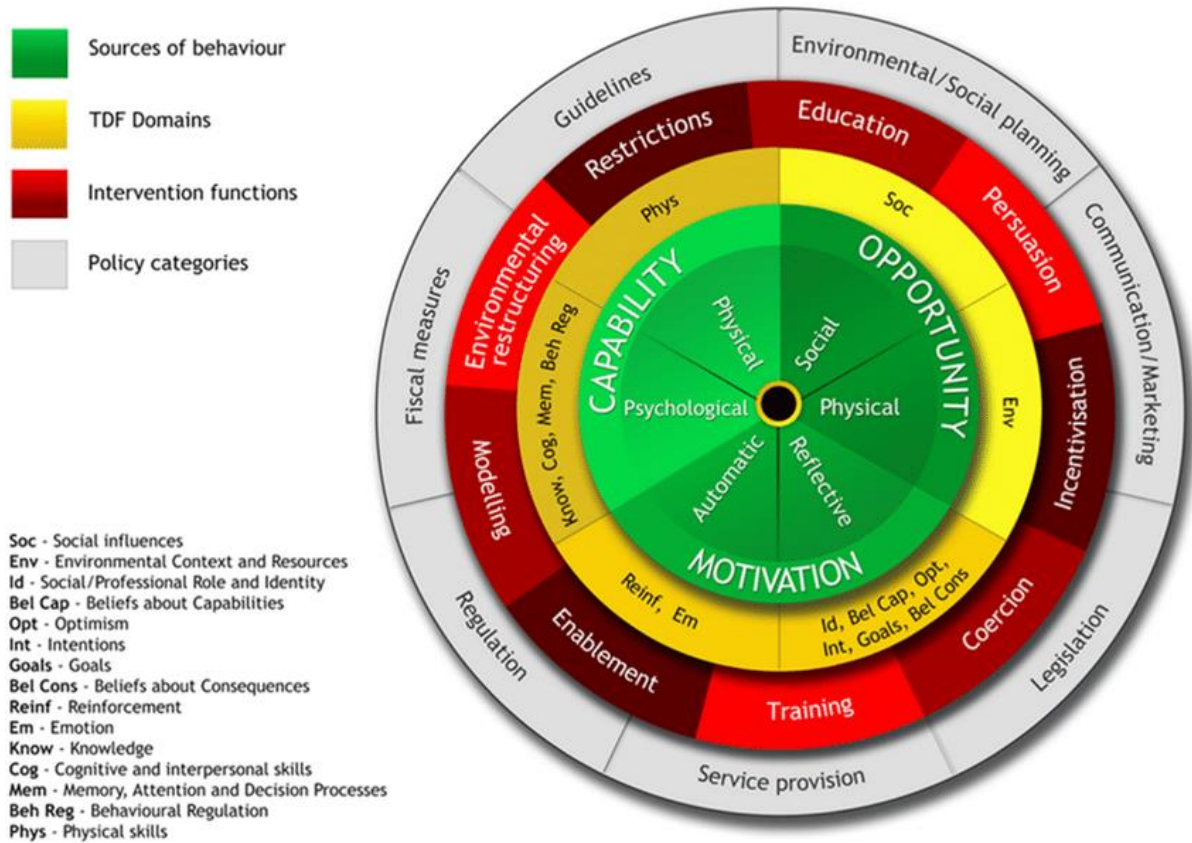 Sources of behaviour
TDF Domains
Intervention functions
Policy categories
Soc - Social influences
Env - Environmental Context and Resources
Id - Social/Professional Role and Identity
Bel Cap - Beliefs about Capabilities
Opt - Optimism
Int - Intentions
Goals - Goals
Bel Cons - Beliefs about Consequences
Reinf - Reinforcement
Em - Emotion
Know - Knowledge
Cog - Cognitive and interpersonal skills
Mem - Memory, Attention and Decision Processes
Beh Reg - Behavioural Regulation
Phys - Physical skills
Guidelines
Environmental/Social planning
Communication/Marketing
Legislation
Service provision
Regulation
Fiscal measures
Restrictions
Education
Persuasion
Incentivisation
Coercion
Training
Enablement
Modelling
Environmental
restructuring
Phys
Soc
Env
Id, Bel Cap, Opt,
Int, Goals, Bel Cons
Reinf, Em
Know, Cog, Mem, Beh Reg
CAPABILITY
OPPORTUNITY
MOTIVATION
Physical
Social
Physical
Reflective
Automatic
Psychological